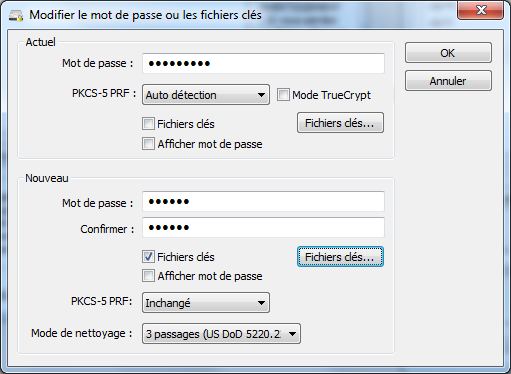 Modifier le mot de passe ou les fichiers clés
Actuel
OK
Mot de passe : ●●●●●●●●●
Annuler
PKCS-5 PRF : Auto détection Mode TrueCrypt
Fichiers clés Fichiers clés...
Afficher mot de passe
Nouveau
Mot de passe : ●●●●●●
Confirmer : ●●●●●●
Fichiers clés Fichiers clés...
Afficher mot de passe
PKCS-5 PRF: Inchangé
Mode de nettoyage : 3 passages (US DoD 5220.2